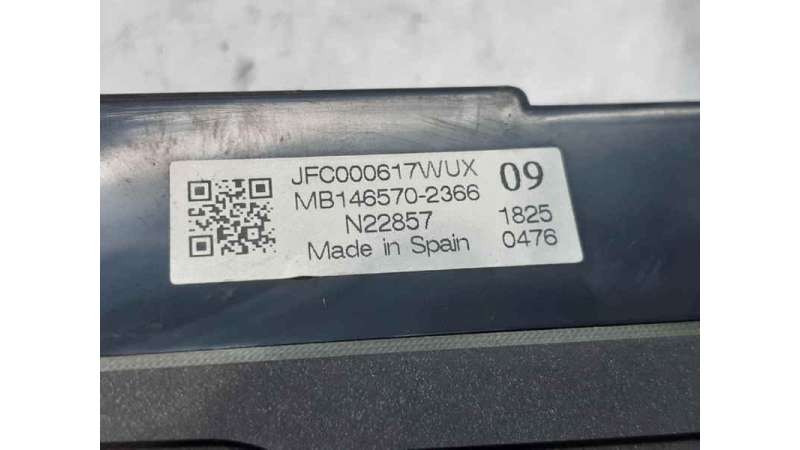 JFC000617WUX 09
MB146570-2366
N22857 1825
Made in Spain 0476